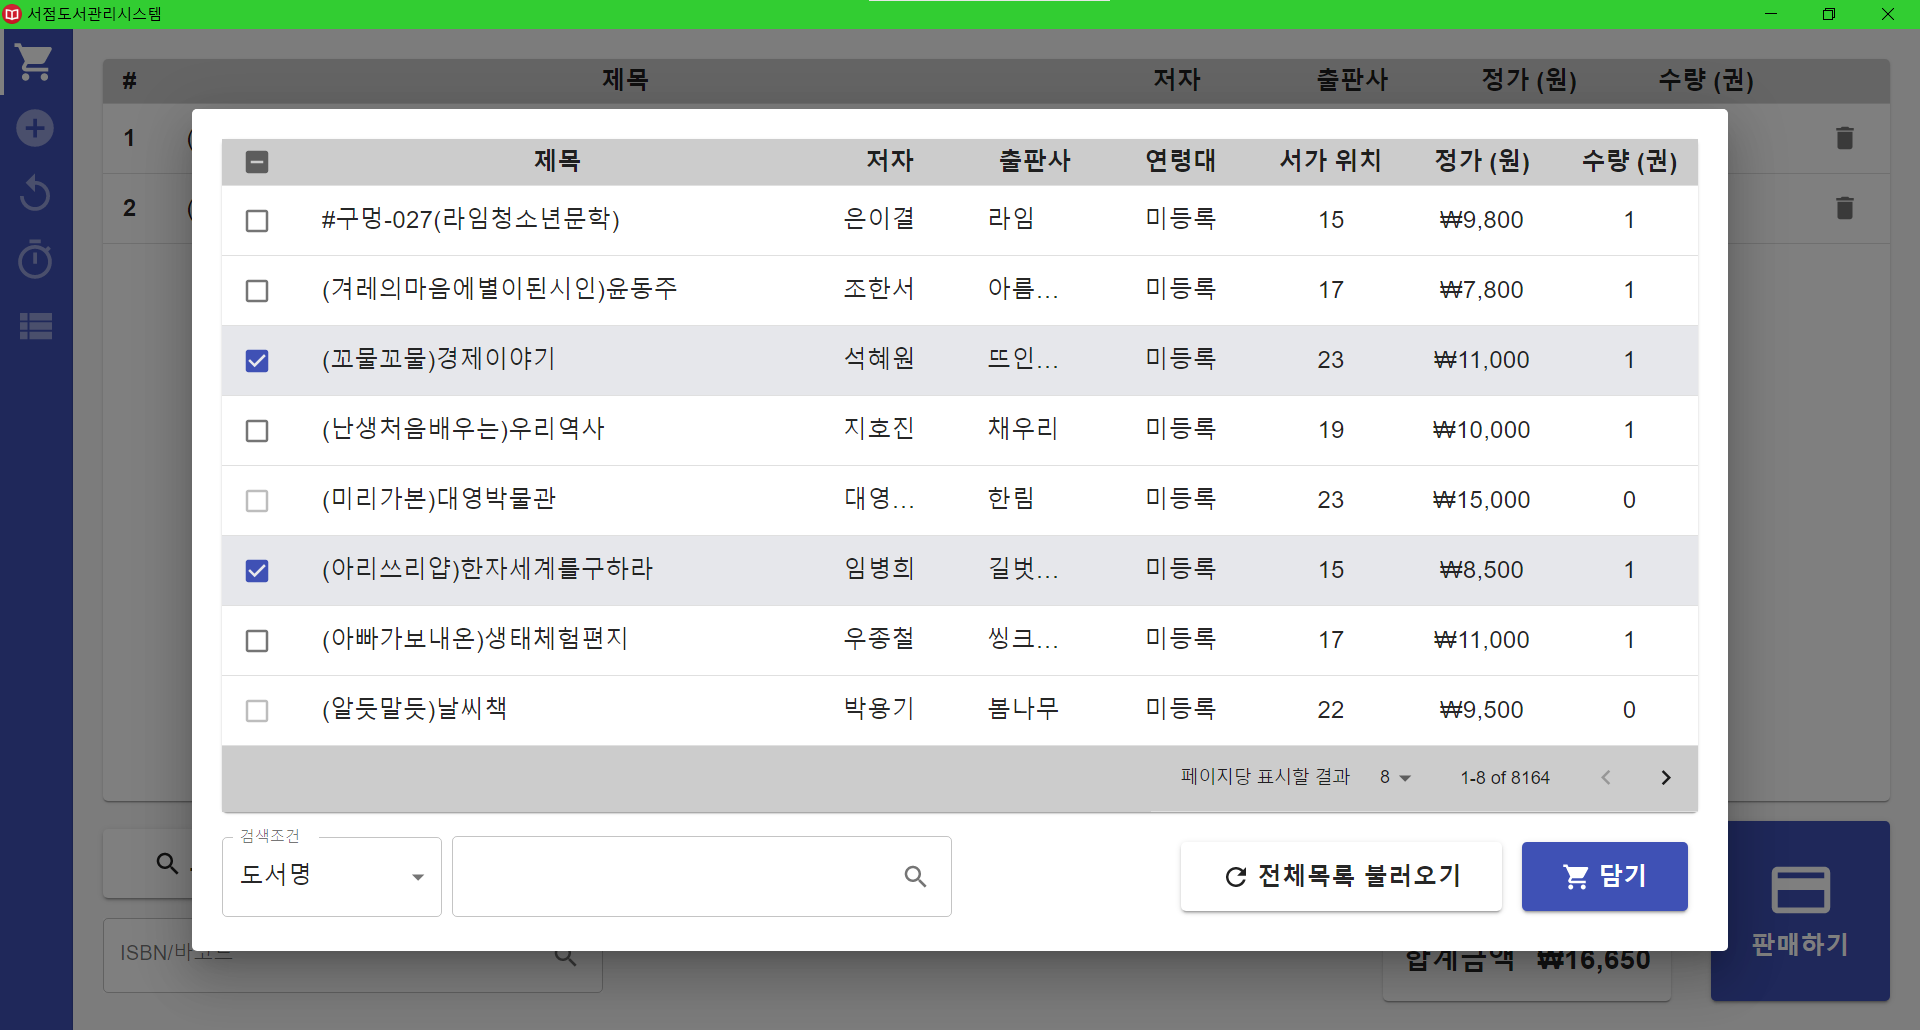 서점도서관리시스템
# 제목 저자 출판사 정가 (원) 수량 (권)
1 (
2 (
제목 저자 출판사 연령대 서가 위치 정가 (원) 수량 (권)
#구멍-027(라임청소년문학) 은이결 라임 미등록 15 ₩9,800 1
(겨레의마음에별이된시인)윤동주 조한서 아름... 미등록 17 ₩7,800 1
(꼬물꼬물)경제이야기 석혜원 뜨인... 미등록 23 ₩11,000 1
(난생처음배우는)우리역사 지호진 채우리 미등록 19 ₩10,000 1
(미리가본)대영박물관 대영... 한림 미등록 23 ₩15,000 0
(아리쓰리얍)한자세계를구하라 임병희 길벗... 미등록 15 ₩8,500 1
(아빠가보내온)생태체험편지 우종철 씽크... 미등록 17 ₩11,000 1
(알듯말듯)날씨책 박용기 봄나무 미등록 22 ₩9,500 0
페이지당 표시할 결과 8 1-8 of 8164
검색조건
도서명
전체목록 불러오기 담기
ISBN/바코드
합계금액 ₩16,650
판매하기